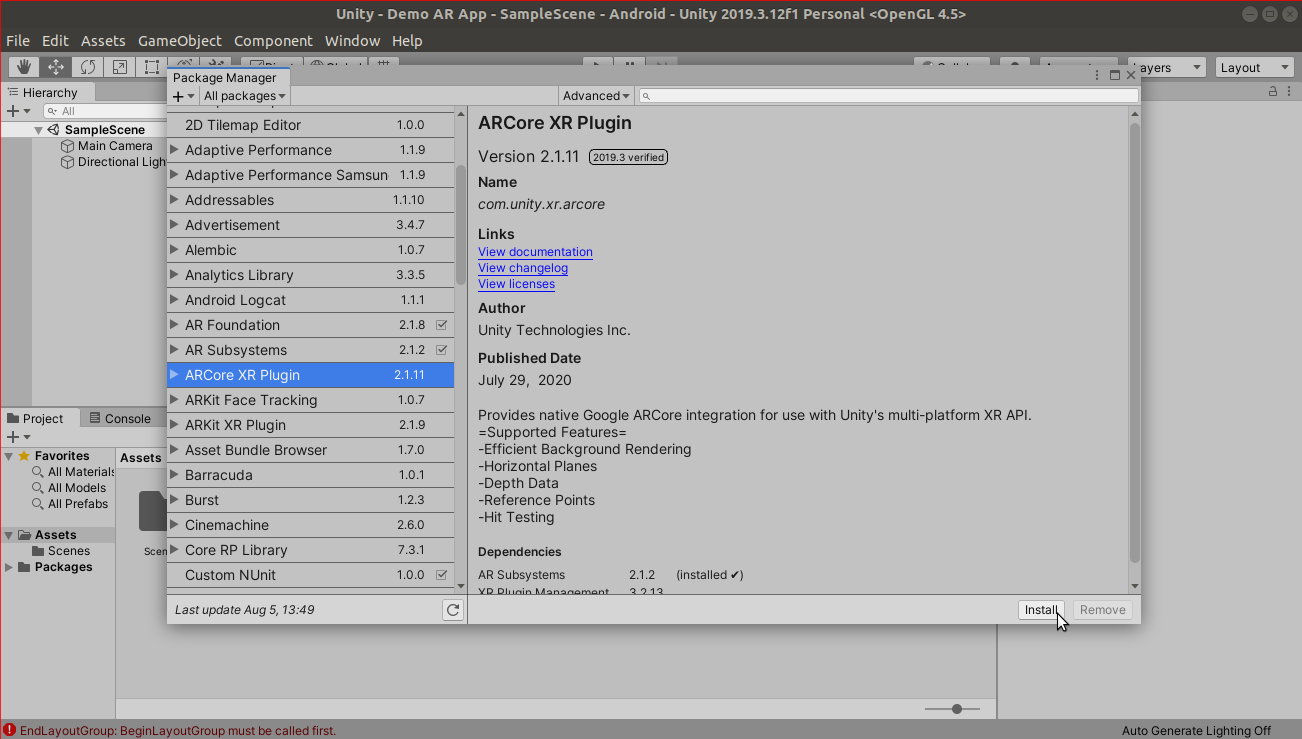 Unity - Demo AR App - SampleScene - Android - Unity 2019.3.12f1 Personal <OpenGL 4.5>
File Edit Assets GameObject Component Window Help
Layers Layout
Hierarchy
All
SampleScene
Main Camera
Directional Ligh
Package Manager
All packages Advanced
2D Tilemap Editor 1.0.0
Adaptive Performance 1.1.9
Adaptive Performance Samsun 1.1.9
Addressables 1.1.10
Advertisement 3.4.7
Alembic 1.0.7
Analytics Library 3.3.5
Android Logcat 1.1.1
AR Foundation 2.1.8
AR Subsystems 2.1.2
ARCore XR Plugin 2.1.11
ARKit Face Tracking 1.0.7
ARKit XR Plugin 2.1.9
Asset Bundle Browser 1.7.0
Barracuda 1.0.1
Burst 1.2.3
Cinemachine 2.6.0
Core RP Library 7.3.1
Custom NUnit 1.0.0
Last update Aug 5, 13:49
ARCore XR Plugin
Version 2.1.11 2019.3 verified
Name
com.unity.xr.arcore
Links
View documentation
View changelog
View licenses
Author
Unity Technologies Inc.
Published Date
July 29, 2020
Provides native Google ARCore integration for use with Unity's multi-platform XR API.
=Supported Features=
-Efficient Background Rendering
-Horizontal Planes
-Depth Data
-Reference Points
-Hit Testing
Dependencies
AR Subsystems 2.1.2 (installed ✔)
XR Plugin Management 3.2.13
Install Remove
Project Console
Favorites
All Materials
All Models
All Prefabs
Assets
Scenes
Packages
Assets
Scen
EndLayoutGroup: BeginLayoutGroup must be called first.
Auto Generate Lighting Off